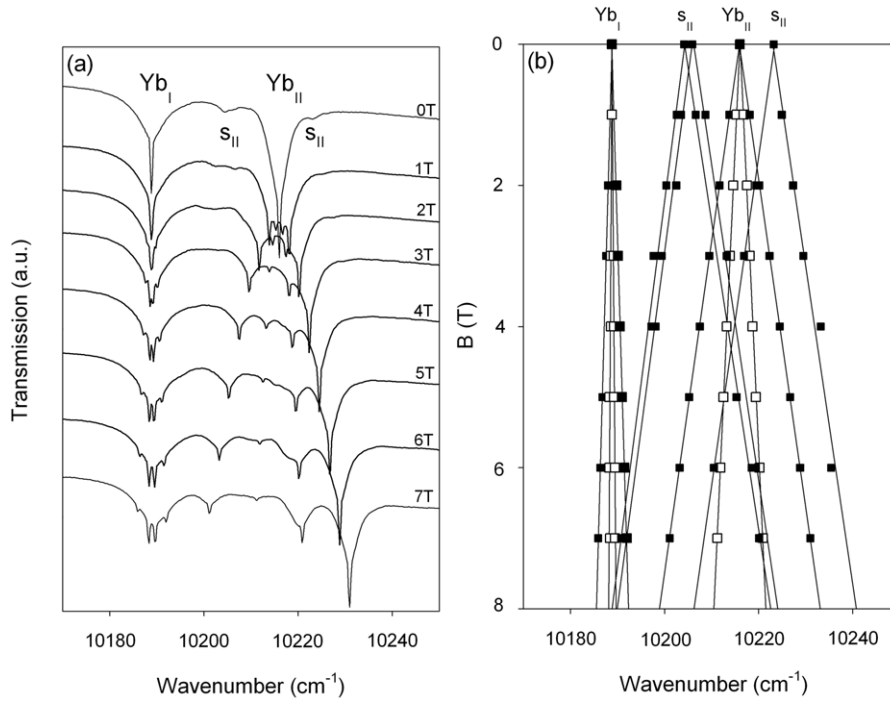 (a)
Yb_I
Yb_II
s_II
s_II
0T
1T
2T
3T
4T
5T
6T
7T
Transmission (a.u.)
10180 10200 10220 10240
Wavenumber (cm⁻¹)
Yb_I s_II Yb_II s_II
(b)
0
2
4
6
8
B (T)
10180 10200 10220 10240
Wavenumber (cm⁻¹)